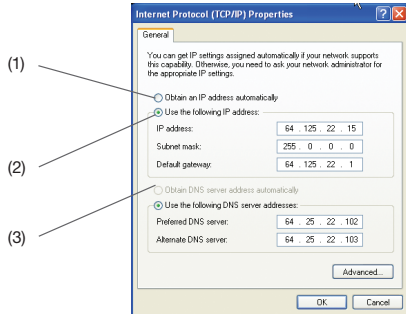 Internet Protocol (TCP/IP) Properties
General
You can get IP settings assigned automatically if your network supports
this capability. Otherwise, you need to ask your network administrator for
the appropriate IP settings.
(1)
Obtain an IP address automatically
Use the following IP address:
IP address: 64 . 125 . 22 . 15
(2)
Subnet mask: 255 . 0 . 0 . 0
Default gateway: 64 . 125 . 22 . 1
Obtain DNS server address automatically
Use the following DNS server addresses:
(3)
Preferred DNS server: 64 . 25 . 22 . 102
Alternate DNS server: 64 . 25 . 22 . 103
Advanced...
OK Cancel